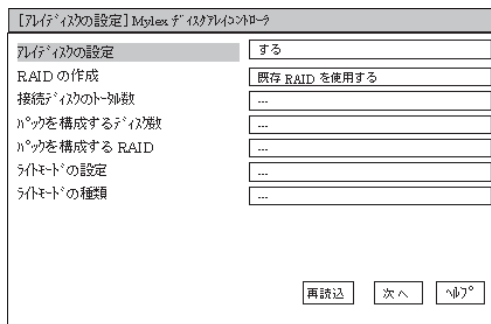 [ｱﾚｲﾃﾞｨｽｸの設定] Mylex ﾃﾞｨｽｸｱﾚｲｺﾝﾄﾛｰﾗ
ｱﾚｲﾃﾞｨｽｸの設定 する
RAID の作成 既存 RAID を使用する
接続ﾃﾞｨｽｸのﾄｰﾀﾙ数 ---
ﾊﾟｯｸを構成するﾃﾞｨｽｸ数 ---
ﾊﾟｯｸを構成する RAID ---
ﾗｲﾄﾓｰﾄﾞの設定 ---
ﾗｲﾄﾓｰﾄﾞの種類 ---
再読込 次へ ﾍﾙﾌﾟ